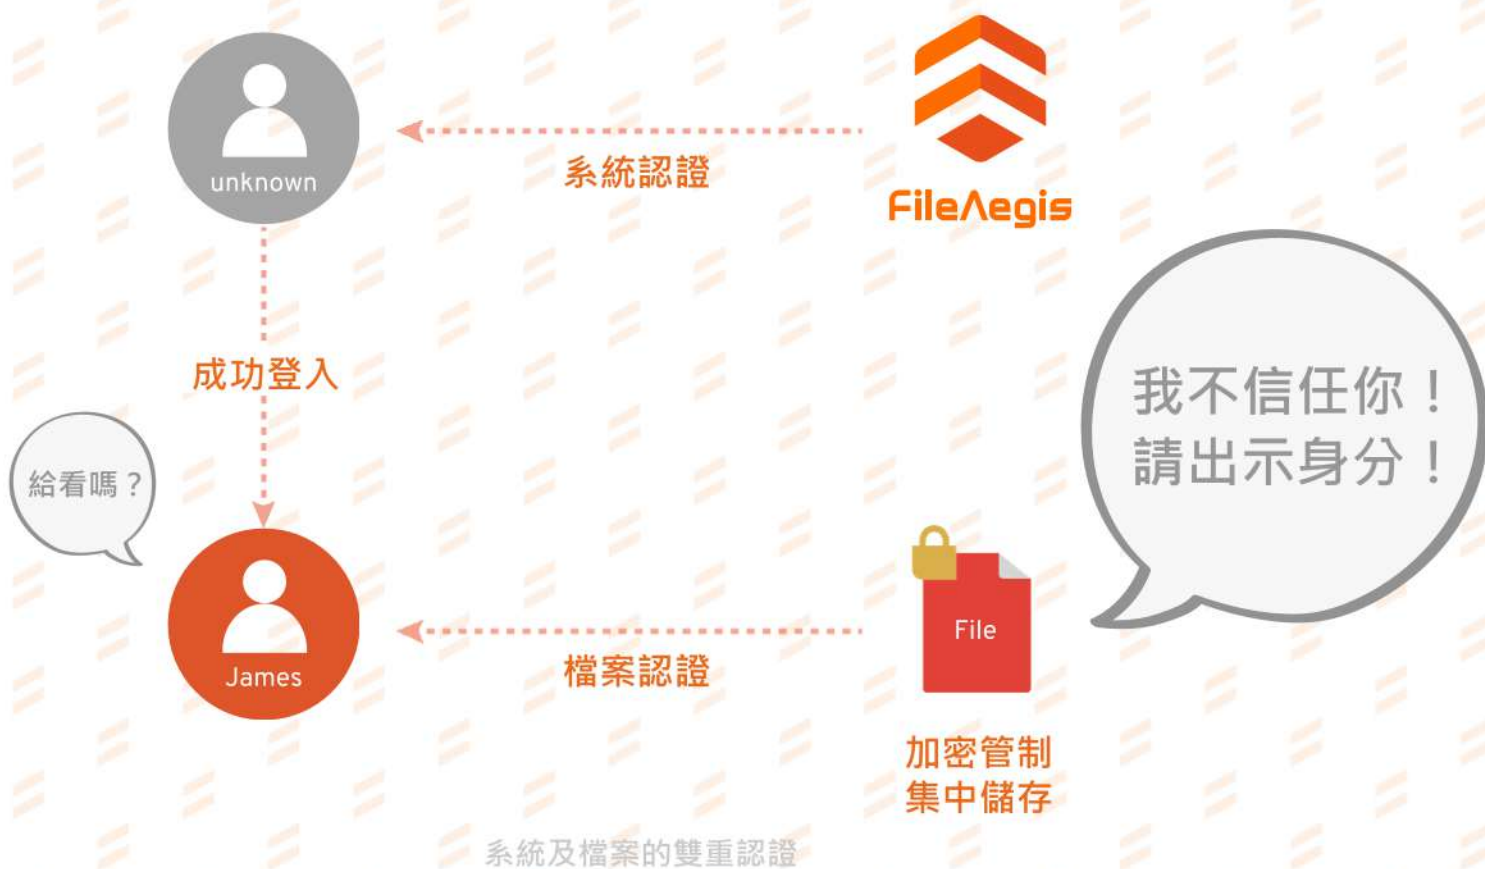 unknown
系統認證
FileAegis
成功登入
我不信任你！
請出示身分！
給看嗎？
James
檔案認證
File
加密管制
集中儲存
系統及檔案的雙重認證